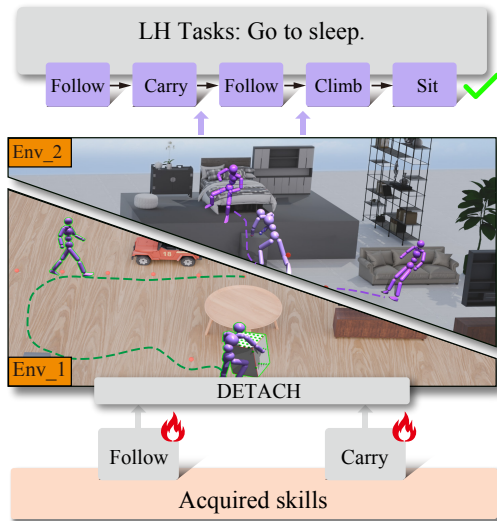 LH Tasks: Go to sleep.
Follow Carry Follow Climb Sit
Env_2
Env_1
DETACH
Follow Carry
Acquired skills